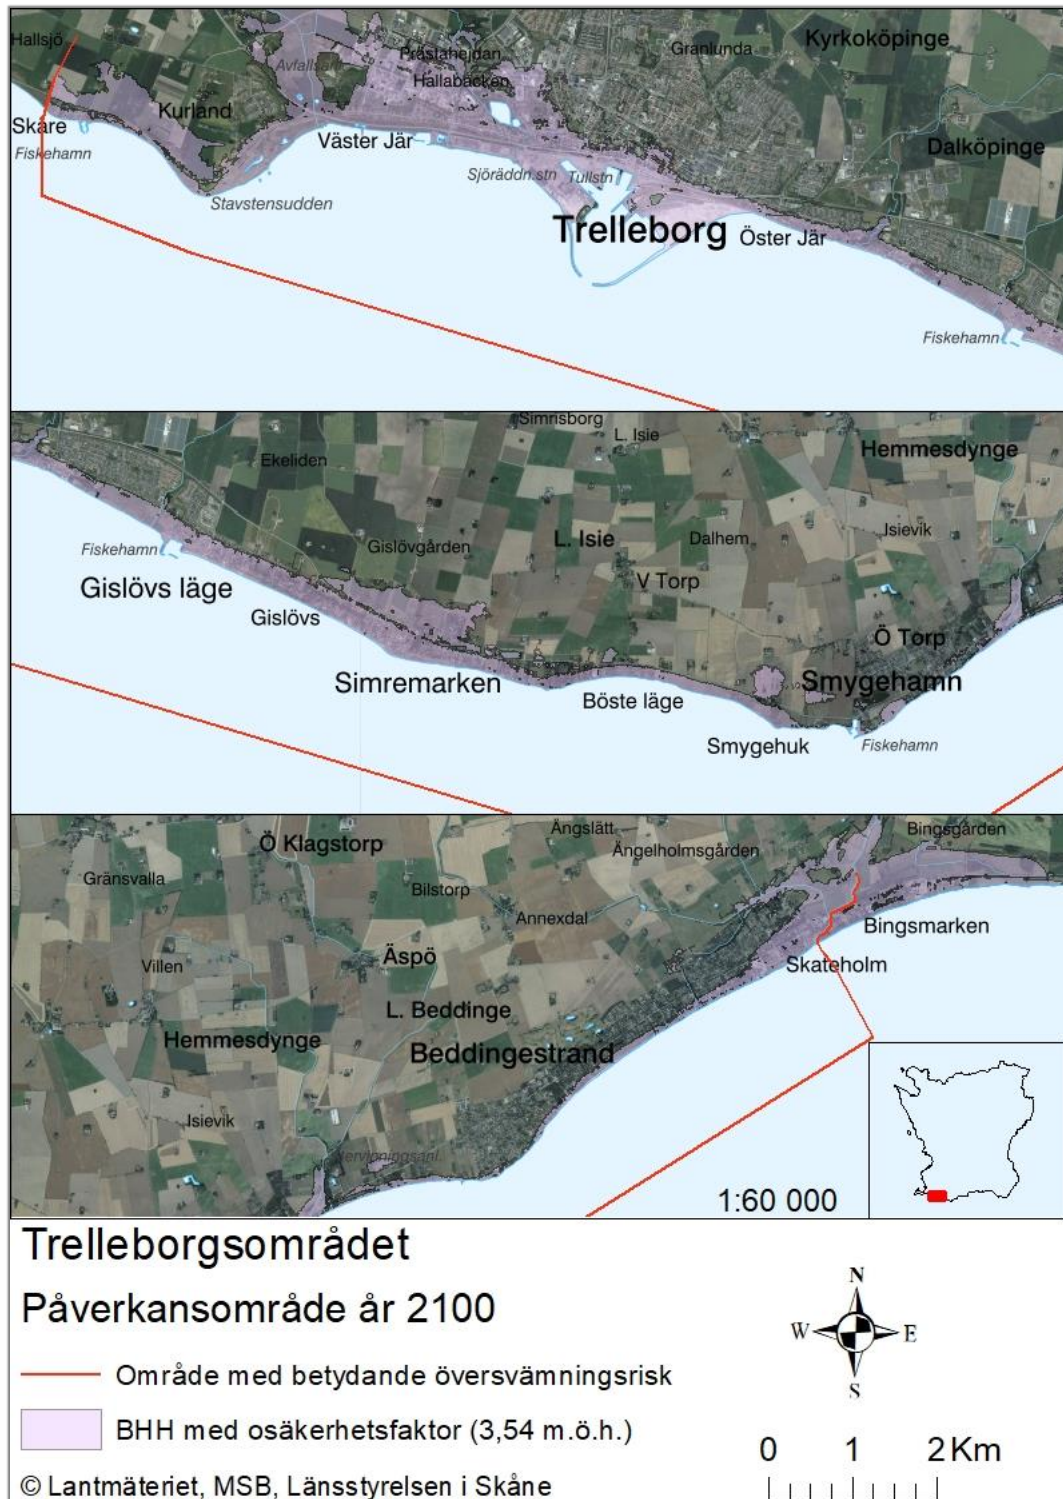 Hallsjö
Kyrkoköpinge
Granlunda
Prästahejdan
Hallabäcken
Kurland
Skåre
Fiskehamn
Väster Jär
Dalköpinge
Sjöräddn.stn
Tullstn
Stavstensudden
Trelleborg
Öster Jär
Fiskehamn
Simrisborg
L. Isie
Hemmesdynge
Ekeliden
Isievik
L. Isie
Dalhem
Gislövgården
Fiskehamn
V Torp
Gislövs läge
Gislövs
Ö Torp
Simremarken
Smygehamn
Böste läge
Smygehuk
Fiskehamn
Ängslätt
Bingsgården
Ö Klagstorp
Ängelholmsgården
Gränsvalla
Bilstorp
Annexdal
Bingsmarken
Äspö
Villen
Skateholm
L. Beddinge
Hemmesdynge
Beddingestrand
Isievik
1:60 000
Trelleborgsområdet
Påverkansområde år 2100
N
W
E
S
Område med betydande översvämningsrisk
BHH med osäkerhetsfaktor (3,54 m.ö.h.)
0 1 2 Km
© Lantmäteriet, MSB, Länsstyrelsen i Skåne